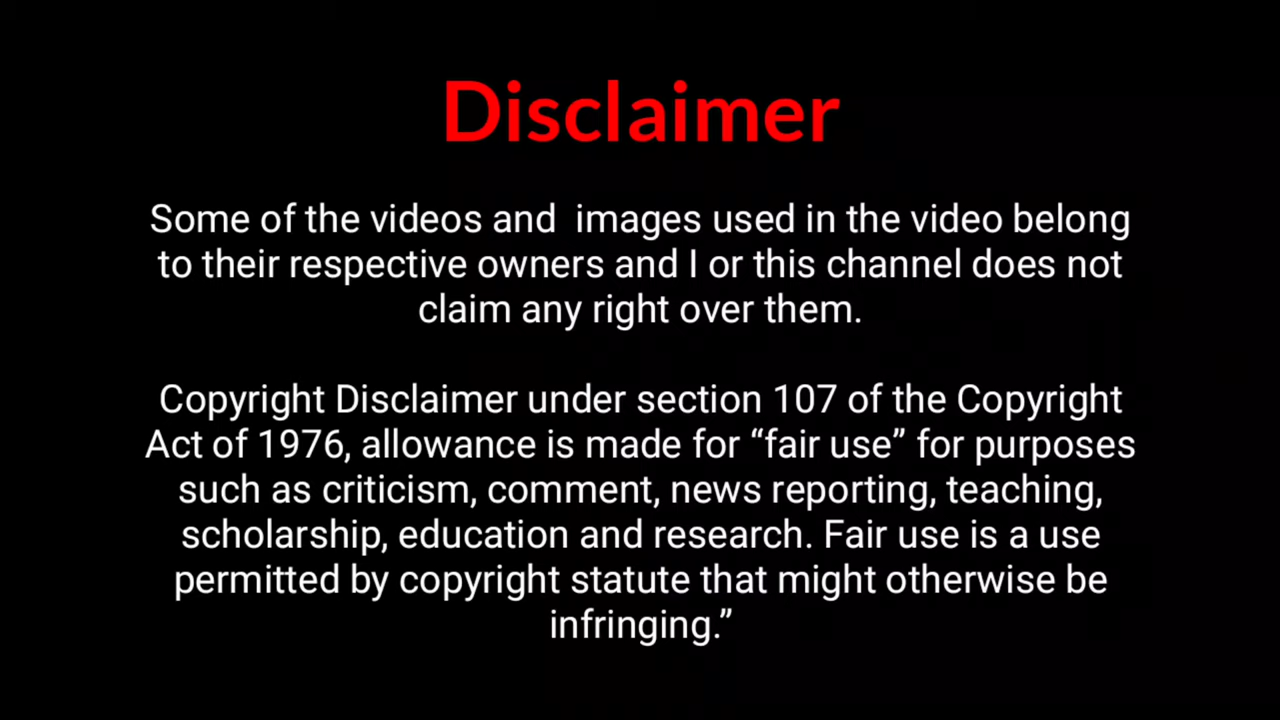 Disclaimer
Some of the videos and  images used in the video belong
to their respective owners and I or this channel does not
claim any right over them.
Copyright Disclaimer under section 107 of the Copyright
Act of 1976, allowance is made for “fair use” for purposes
such as criticism, comment, news reporting, teaching,
scholarship, education and research. Fair use is a use
permitted by copyright statute that might otherwise be
infringing.”